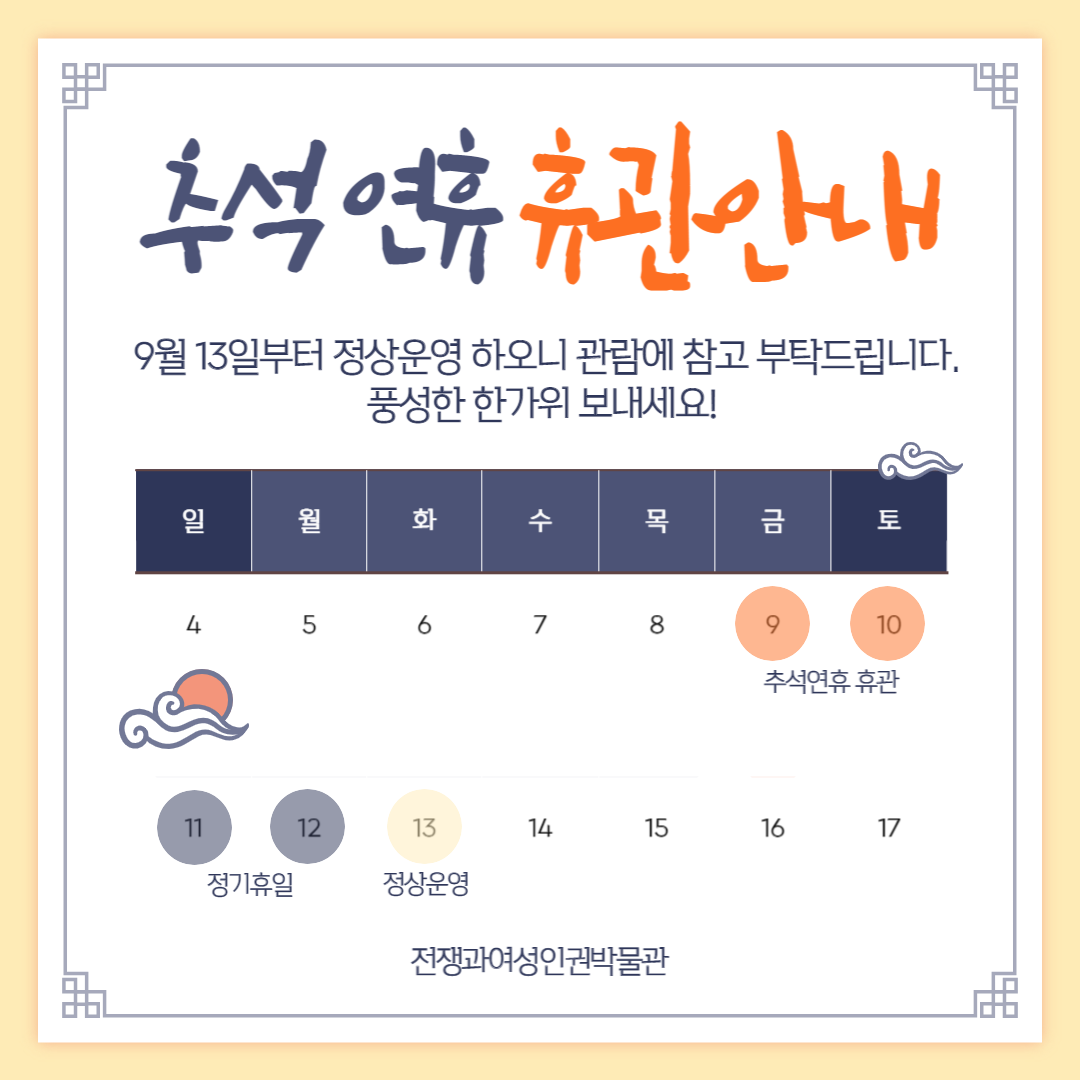 추석 연휴 휴관 안내
9월 13일부터 정상운영 하오니 관람에 참고 부탁드립니다.
풍성한 한가위 보내세요!
일 월 화 수 목 금 토
4 5 6 7 8 9 10
추석연휴 휴관
11 12 13 14 15 16 17
정기휴일 정상운영
전쟁과여성인권박물관